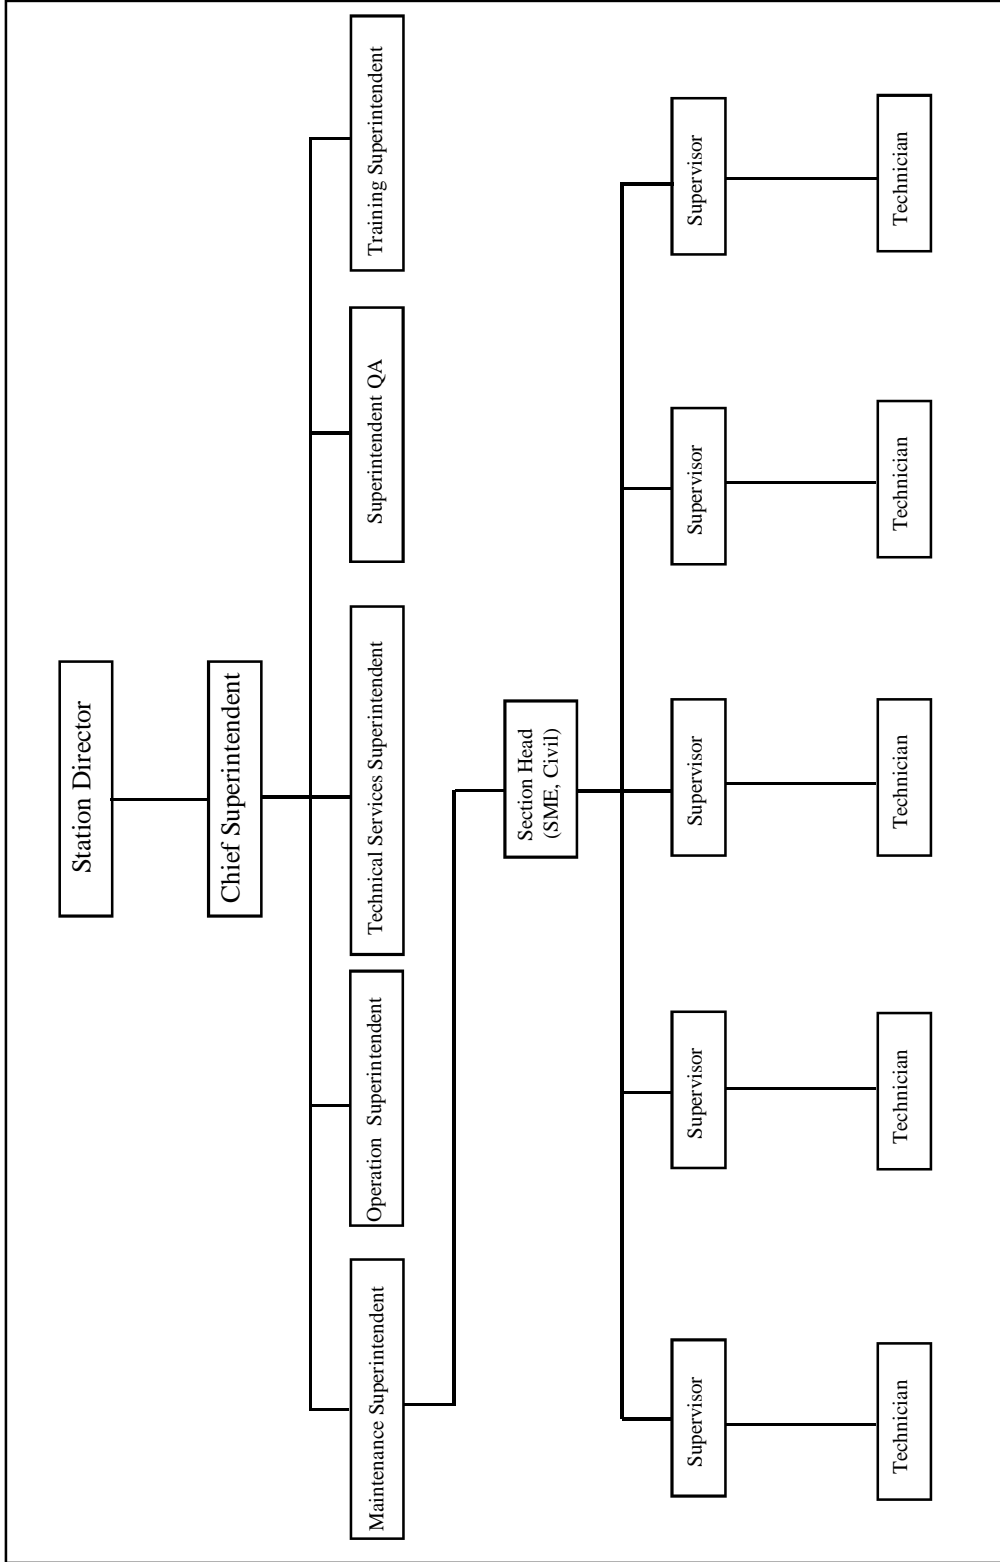 Station Director
Chief Superintendent
Maintenance Superintendent
Operation Superintendent
Technical Services Superintendent
Superintendent QA
Training Superintendent
Section Head
(SME, Civil)
Supervisor
Supervisor
Supervisor
Supervisor
Supervisor
Technician
Technician
Technician
Technician
Technician